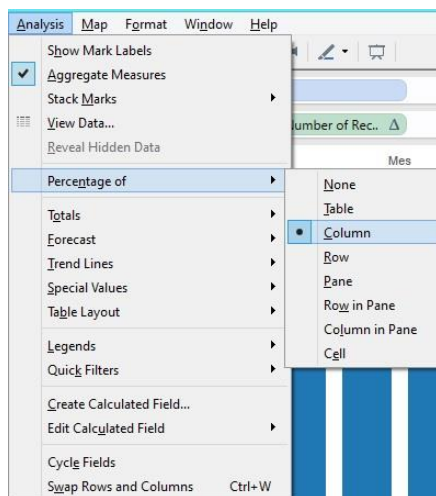 Analysis Map Format Window Help
Show Mark Labels
Aggregate Measures
Stack Marks
View Data...
Reveal Hidden Data
Percentage of
Totals
Forecast
Trend Lines
Special Values
Table Layout
Legends
Quick Filters
Create Calculated Field...
Edit Calculated Field
Cycle Fields
Swap Rows and Columns Ctrl+W
Number of Rec.. Δ
Mes
None
Table
Column
Row
Pane
Row in Pane
Column in Pane
Cell